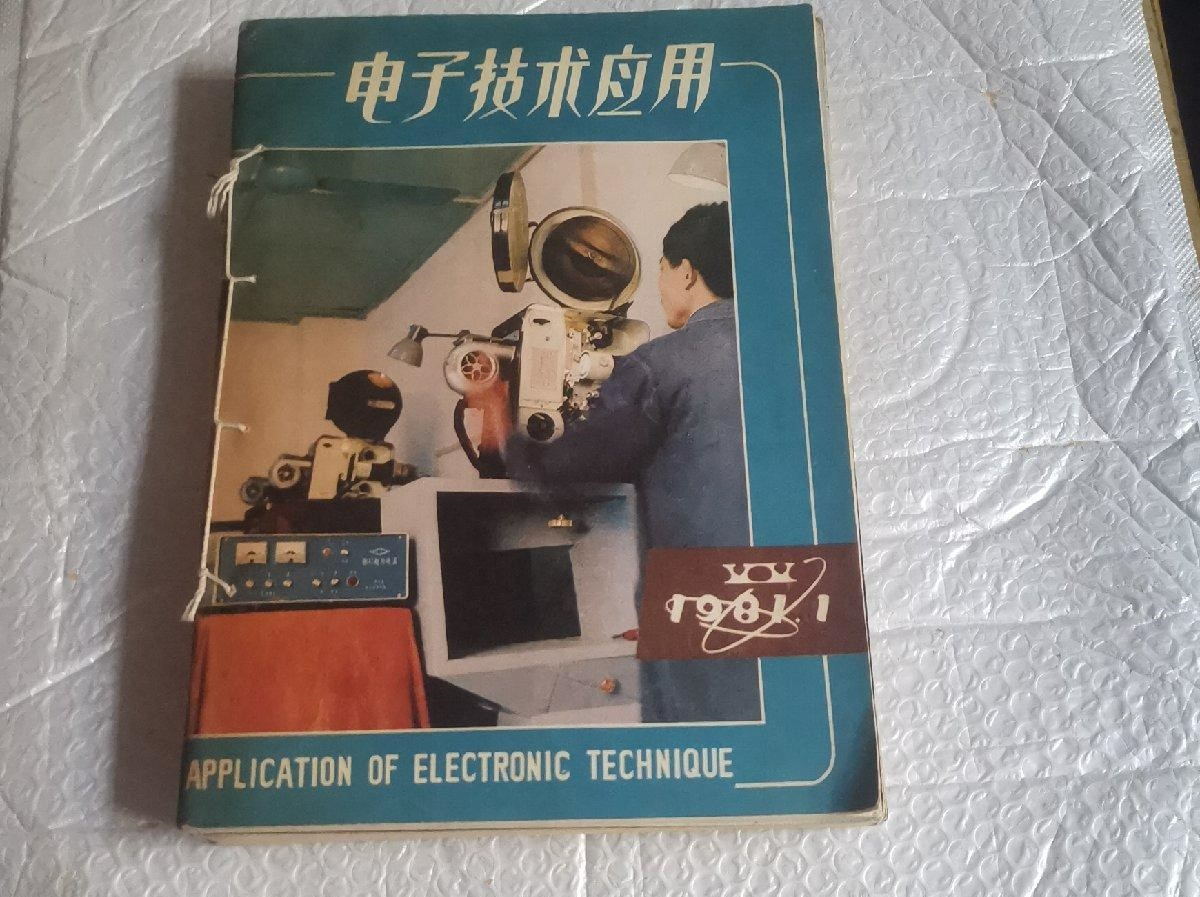 电子技术应用
1981.1
APPLICATION OF ELECTRONIC TECHNIQUE